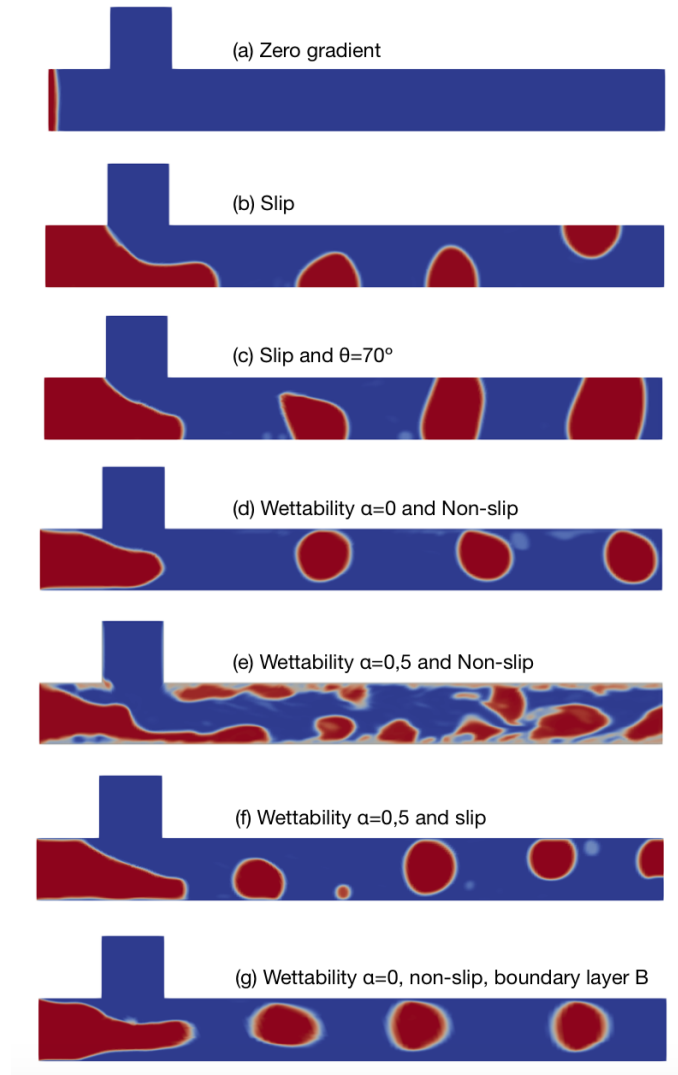 (a) Zero gradient
(b) Slip
(c) Slip and θ=70º
(d) Wettability α=0 and Non-slip
(e) Wettability α=0,5 and Non-slip
(f) Wettability α=0,5 and slip
(g) Wettability α=0, non-slip, boundary layer B